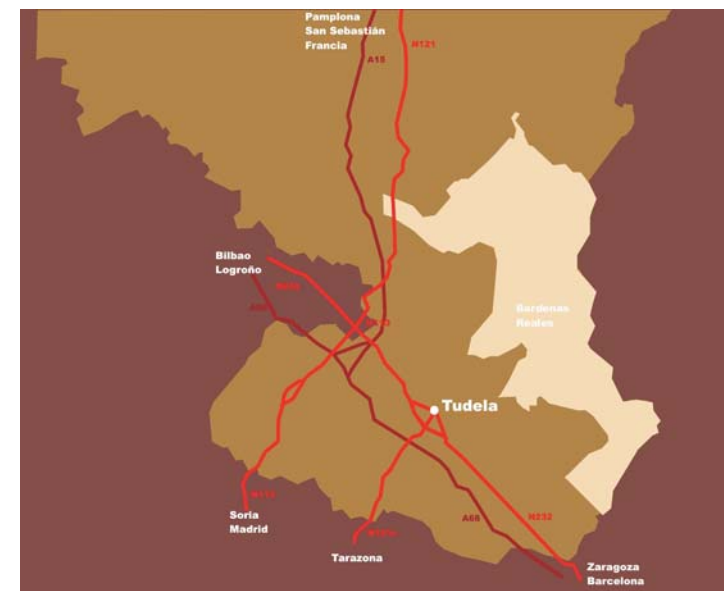 Pamplona
San Sebastián
Francia
N121
A15
Bilbao
Logroño
Bardenas
Reales
Tudela
Soria
Madrid
A68
N232
Tarazona
Zaragoza
Barcelona